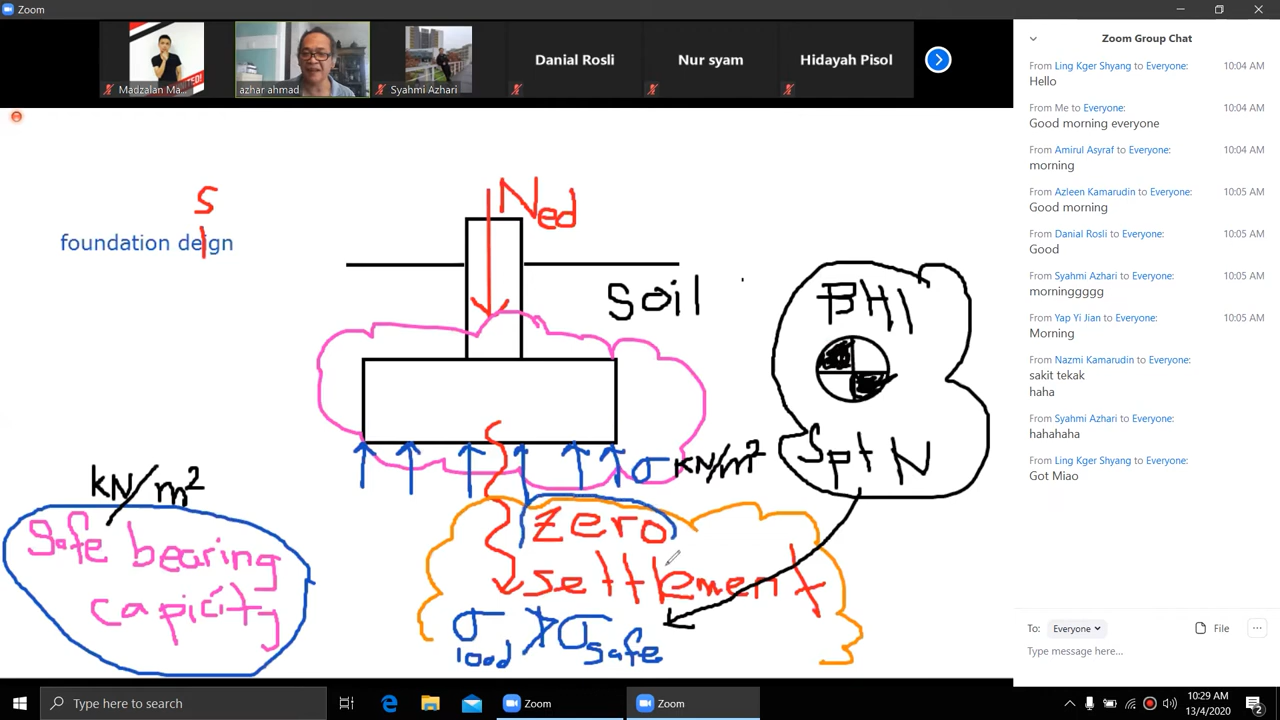 Zoom
Madzalan Ma...
azhar ahmad
Syahmi Azhari
Danial Rosli
Nur syam
Hidayah Pisol
s
foundation deign
Ned
Soil
BH1
Spt N
σ kN/m²
kN/m²
Safe bearing
capicity
zero
settlement
σ load ≯ σ safe
Zoom Group Chat
From Ling Kger Shyang to Everyone: 10:04 AM
Hello
From Me to Everyone: 10:04 AM
Good morning everyone
From Amirul Asyraf to Everyone: 10:04 AM
morning
From Azleen Kamarudin to Everyone: 10:05 AM
Good morning
From Danial Rosli to Everyone: 10:05 AM
Good
From Syahmi Azhari to Everyone: 10:05 AM
morninggggg
From Yap Yi Jian to Everyone: 10:05 AM
Morning
From Nazmi Kamarudin to Everyone: 10:05 AM
sakit tekak
haha
From Syahmi Azhari to Everyone: 10:05 AM
hahahaha
From Ling Kger Shyang to Everyone: 10:05 AM
Got Miao
To: Everyone File ...
Type message here...
Type here to search
Zoom
Zoom
10:29 AM
13/4/2020
2